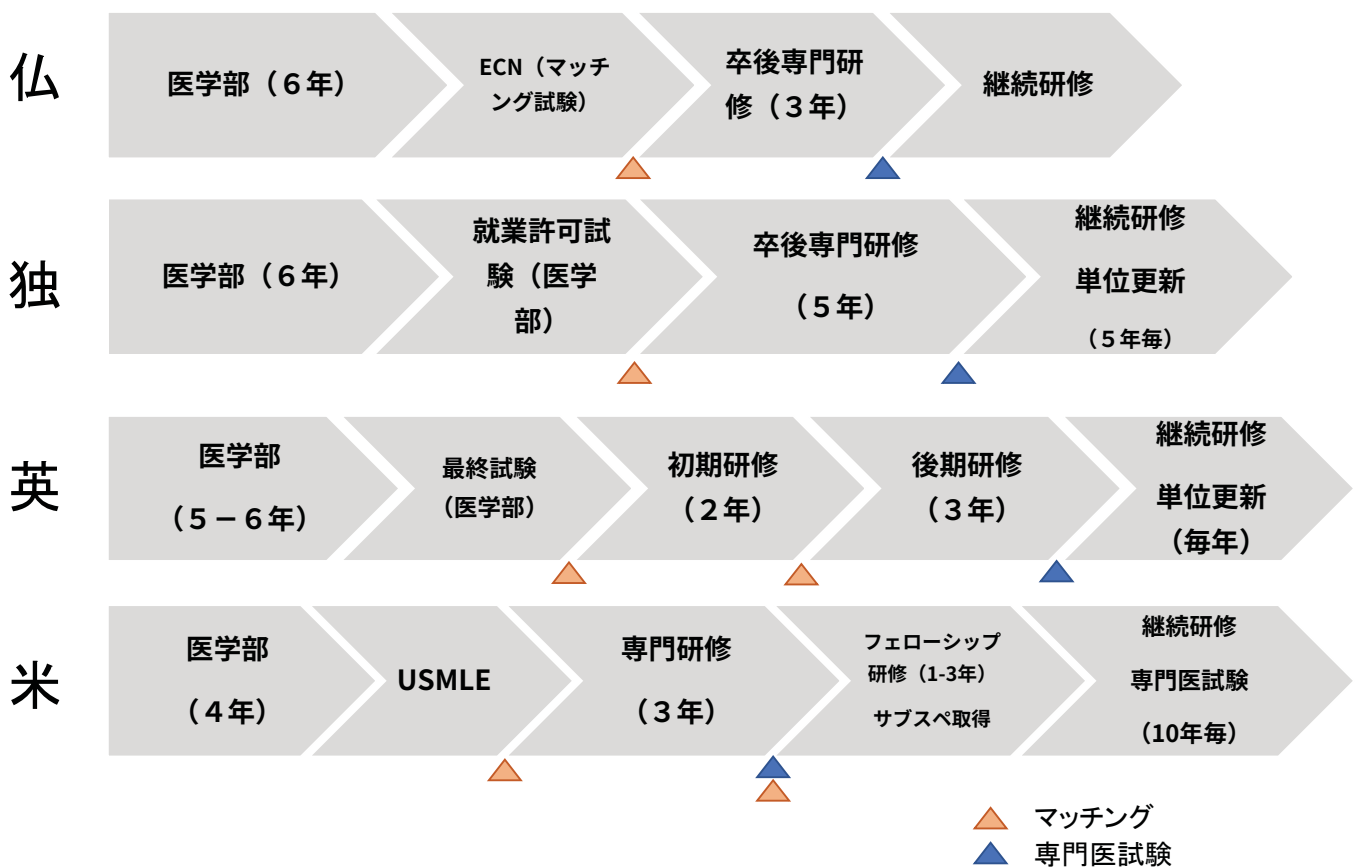 仏
医学部（６年）
ECN（マッチ
ング試験）
卒後専門研
修（３年）
継続研修
独
医学部（６年）
就業許可試
験（医学
部）
卒後専門研修
（５年）
継続研修
単位更新
（５年毎）
英
医学部
（５－６年）
最終試験
（医学部）
初期研修
（２年）
後期研修
（３年）
継続研修
単位更新
（毎年）
米
医学部
（４年）
USMLE
専門研修
（３年）
フェローシップ
研修（1-3年）
サブスペ取得
継続研修
専門医試験
（10年毎）
マッチング
専門医試験